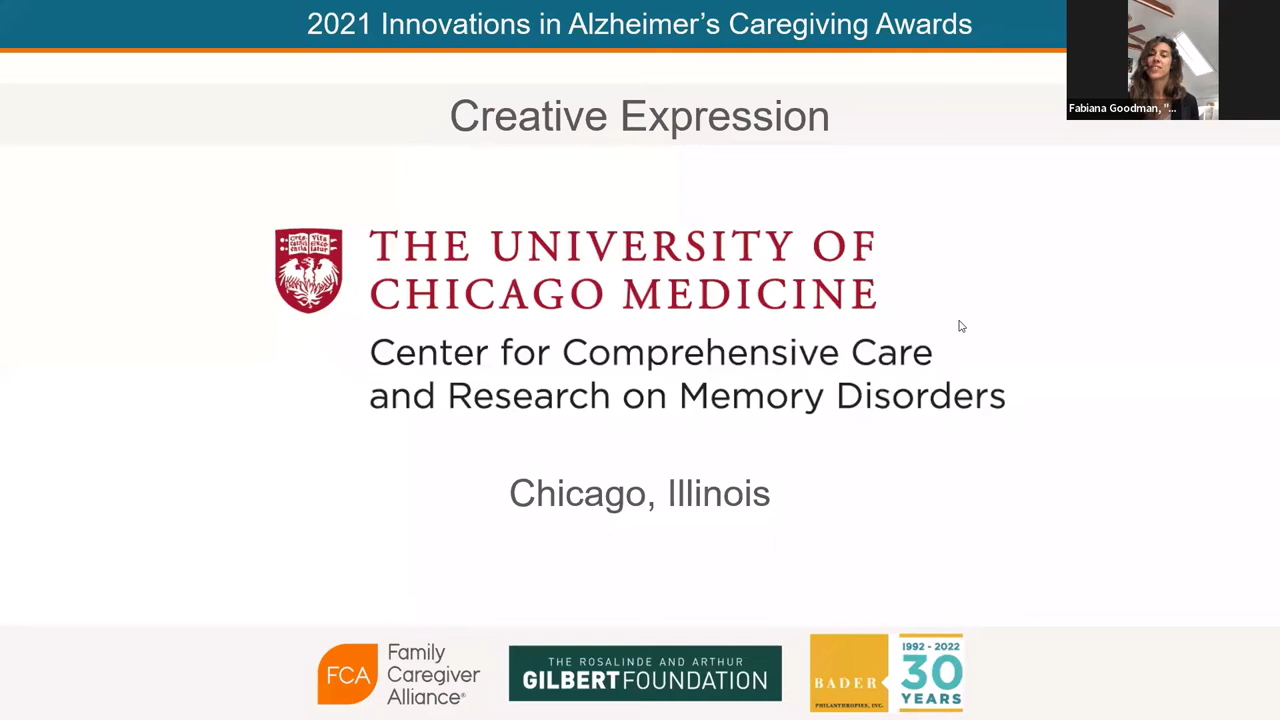 2021 Innovations in Alzheimer’s Caregiving Awards
Fabiana Goodman, "...
Creative Expression
THE UNIVERSITY OF
CHICAGO MEDICINE
Center for Comprehensive Care
and Research on Memory Disorders
Chicago, Illinois
FCA
Family
Caregiver
Alliance®
THE ROSALINDE AND ARTHUR
GILBERT FOUNDATION
BADER
PHILANTHROPIES, INC.
1992 - 2022
30
YEARS